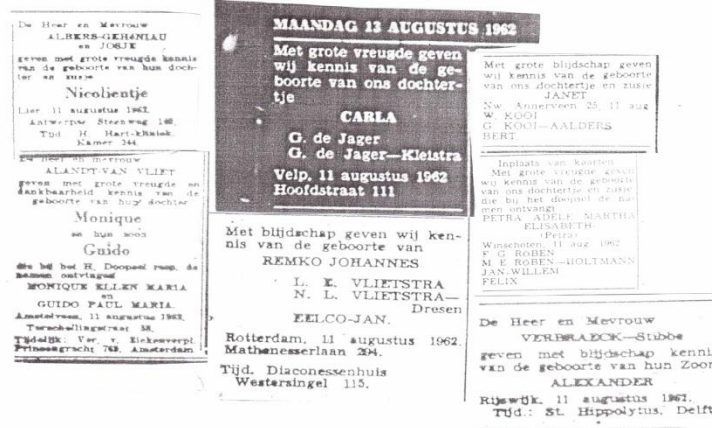 De Heer en Mevrouw
ALBERS-GEHÉNIAU
en JOSJE
geven met grote vreugde kennis
van de geboorte van hun doch-
ter en zusje
Nicolientje
Lier 11 augustus 1962.
Antwerpse Steenweg 160.
Tijd H. Hart-kliniek.
Kamer 244.
De heer en mevrouw
ALANDT-VAN VLIET
geven met grote vreugde en
dankbaarheid kennis van de
geboorte van hun dochter
Monique
en hun zoon
Guido
die bij het H. Doopsel resp. de
namen ontvingen
MONIQUE ELLEN MARIA
en
GUIDO PAUL MARIA.
Amstelveen, 11 augustus 1962.
Terschellingstraat 38.
Tijdelijk: Ver. v. Ziekenverpl.
Prinsengracht 769, Amsterdam
MAANDAG 13 AUGUSTUS 1962
Met grote vreugde geven
wij kennis van de ge-
boorte van ons dochter-
tje
CARLA
G. de Jager
G. de Jager—Kleistra
Velp, 11 augustus 1962
Hoofdstraat 111
Met blijdschap geven wij ken-
nis van de geboorte van
REMKO JOHANNES
L. E. VLIETSTRA
N. L. VLIETSTRA—
Dresen
EELCO-JAN.
Rotterdam, 11 augustus 1962.
Mathenesserlaan 204.
Tijd. Diaconessenhuis
Westersingel 115.
Met grote blijdschap geven
wij kennis van de geboorte
van ons dochtertje en zusje
JANET
Nw. Annerveen 25, 11 aug
W. KOOI
G. KOOI—AALDERS
BERT
Inplaats van kaarten
Met grote vreugde geven
wij kennis van de geboorte
van ons dochtertje en zusje
die bij het doopsel de na-
men ontvangt
PETRA ADELE MARTHA
ELISABETH
(Petra)
Winschoten, 11 aug 1962
F G RÖBEN
M E RÖBEN—HOLTMANN
JAN-WILLEM
FELIX
De Heer en Mevrouw
VERBRAECK—Stubbe
geven met blijdschap kennis
van de geboorte van hun Zoon
ALEXANDER
Rijswijk, 11 augustus 1962.
Tijd.: St. Hippolytus, Delft